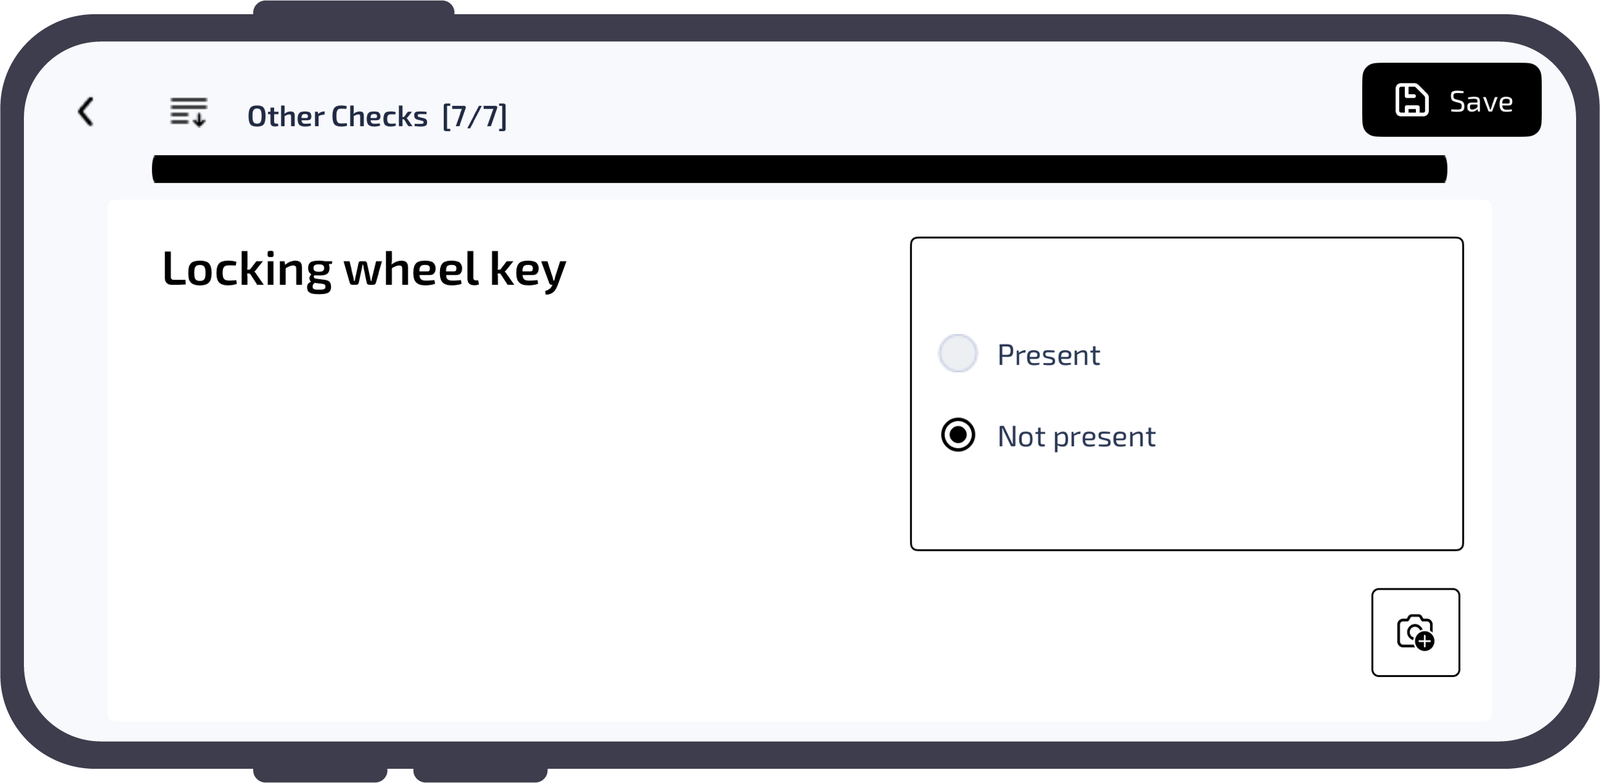 Other Checks [7/7]
Save
Locking wheel key
Present
Not present